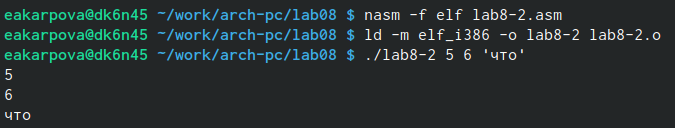 eakarpova@dk6n45 ~/work/arch-pc/lab08 $ nasm -f elf lab8-2.asm
eakarpova@dk6n45 ~/work/arch-pc/lab08 $ ld -m elf_i386 -o lab8-2 lab8-2.o
eakarpova@dk6n45 ~/work/arch-pc/lab08 $ ./lab8-2 5 6 'что'
5
6
что